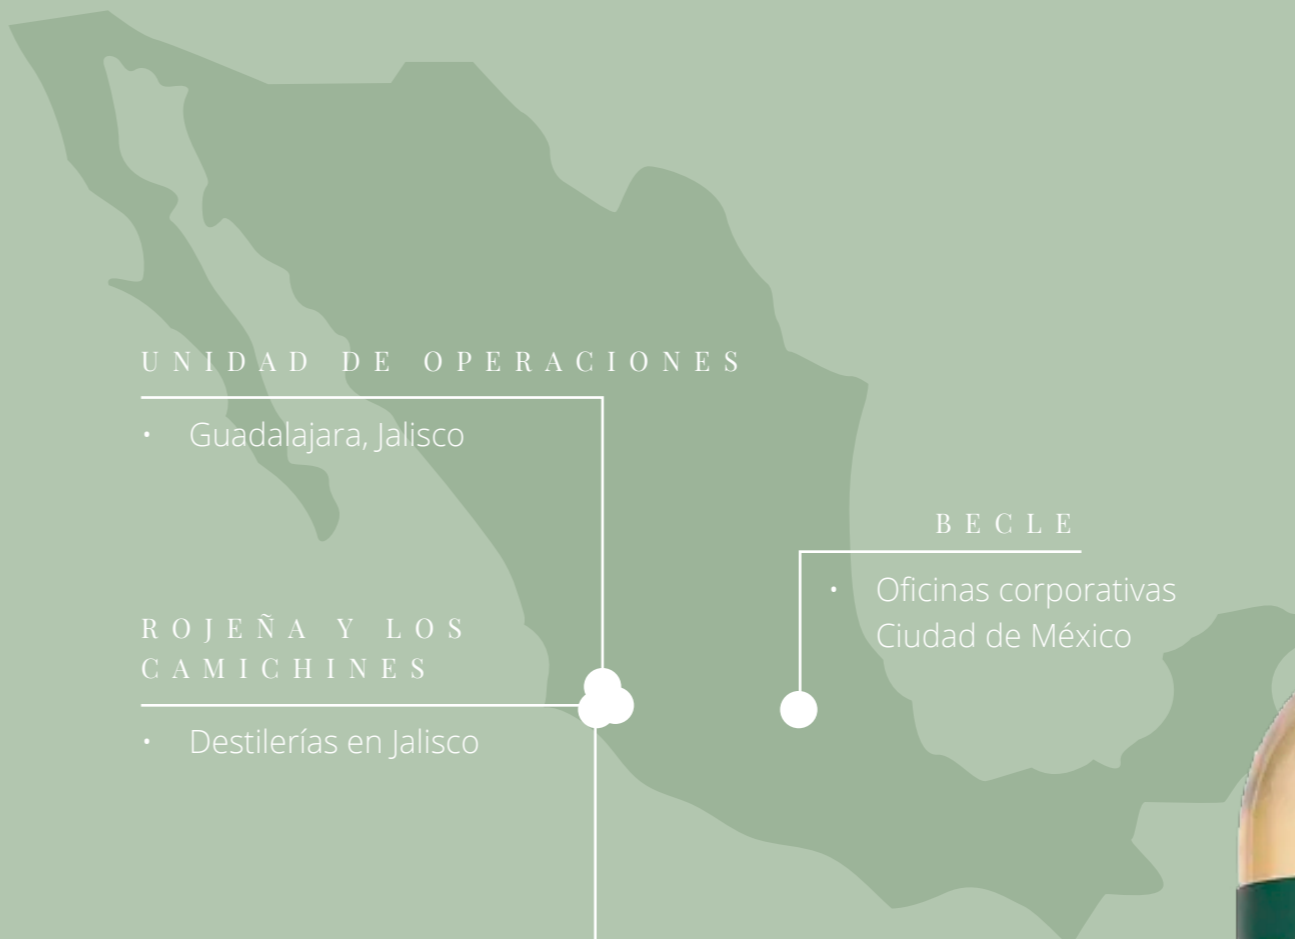 UNIDAD DE OPERACIONES
• Guadalajara, Jalisco
BECLE
• Oficinas corporativas
Ciudad de México
ROJEÑA Y LOS
CAMICHINES
• Destilerías en Jalisco